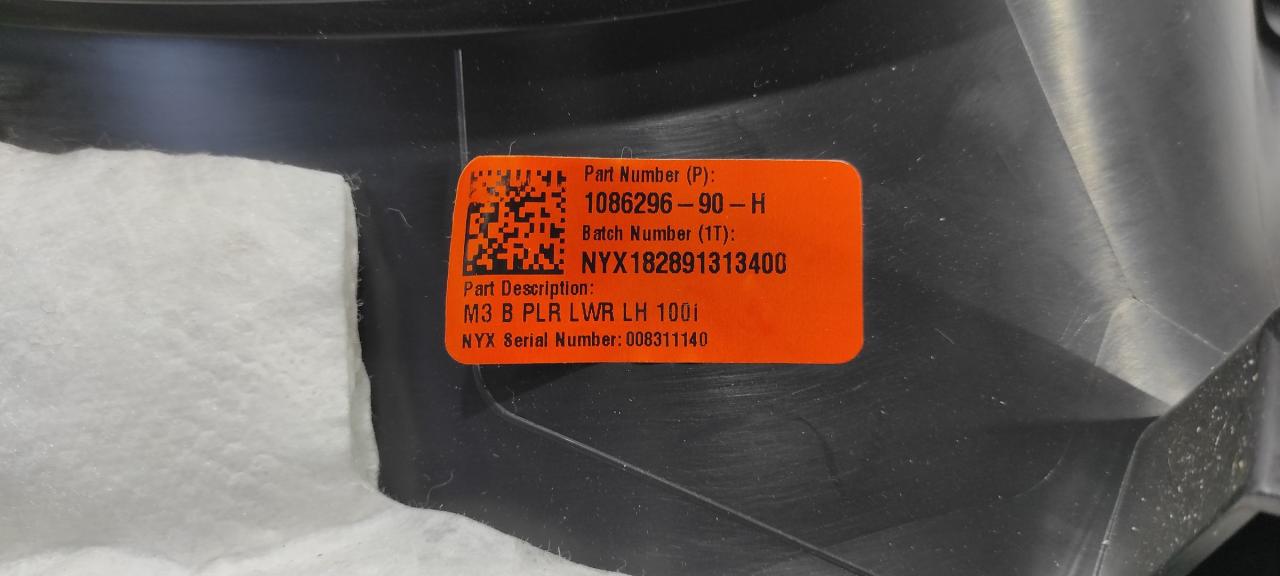 Part Number (P):
1086296-90-H
Batch Number (1T):
NYX182891313400
Part Description:
M3 B PLR LWR LH 100i
NYX Serial Number: 008311140